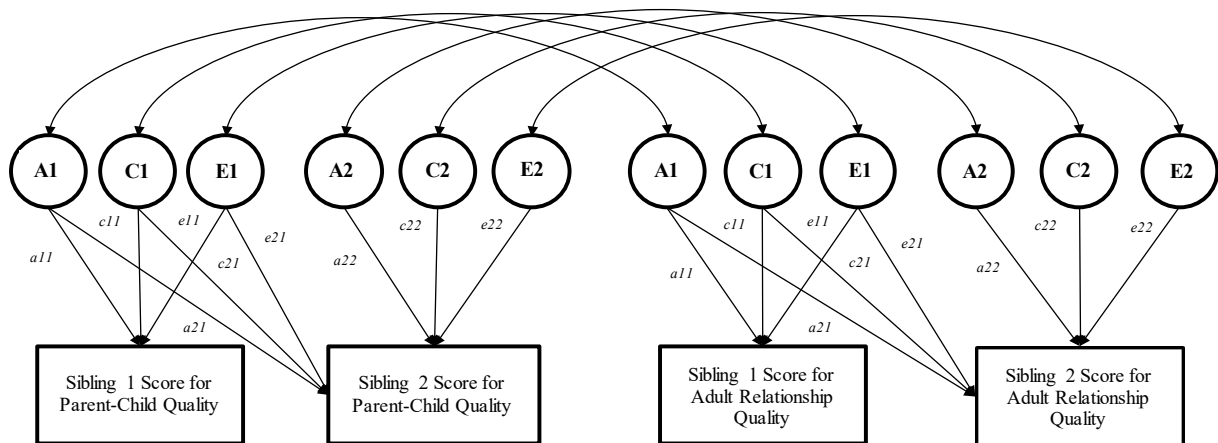 A1 C1 E1 A2 C2 E2 A1 C1 E1 A2 C2 E2
a11 c11 e11 e21 c21 a21 a22 c22 e22 a11 c11 e11 e21 c21 a21 a22 c22 e22
Sibling 1 Score for
Parent-Child Quality
Sibling 2 Score for
Parent-Child Quality
Sibling 1 Score for
Adult Relationship
Quality
Sibling 2 Score for
Adult Relationship
Quality